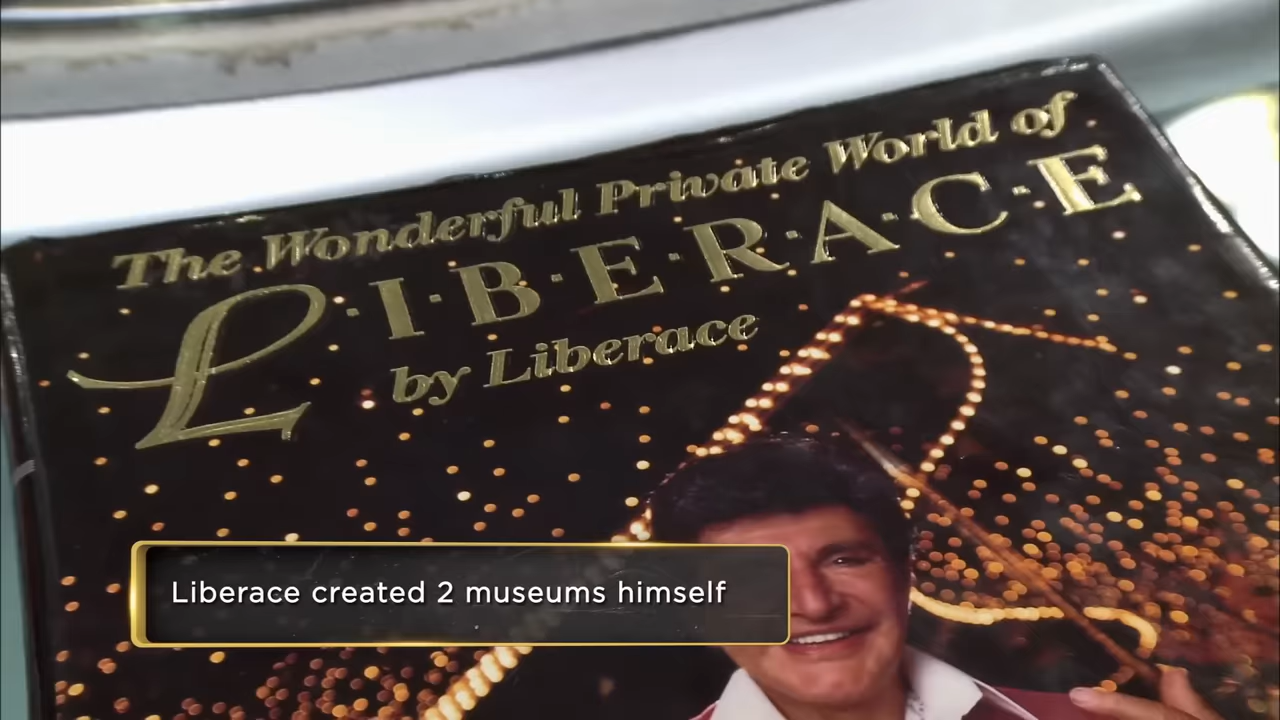 The Wonderful Private World of
L·I·B·E·R·A·C·E
by Liberace
Liberace created 2 museums himself